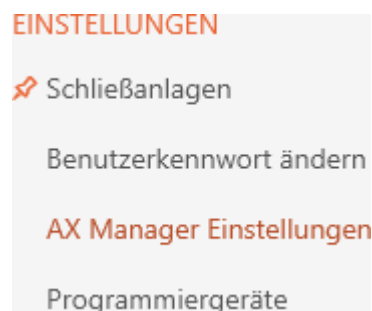 EINSTELLUNGEN
Schließanlagen
Benutzerkennwort ändern
AX Manager Einstellungen
Programmiergeräte